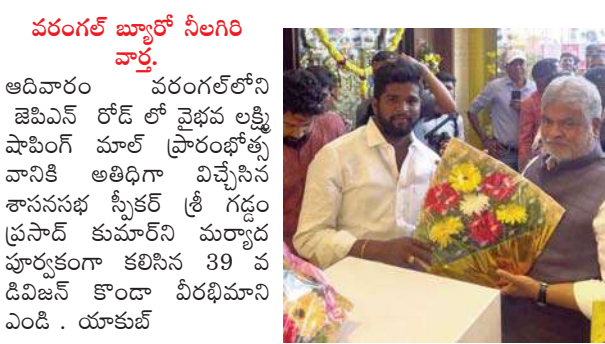 వరంగల్ బ్యూరో నీలగిరి
వార్త.
ఆదివారం వరంగల్‌లోని
జెపిఎన్ రోడ్ లో వైభవ లక్ష్మి
షాపింగ్ మాల్ ప్రారంభోత్స
వానికి అతిధిగా విచ్చేసిన
శాసనసభ స్పీకర్ శ్రీ గడ్డం
ప్రసాద్ కుమార్‌ని మర్యాద
పూర్వకంగా కలిసిన 39 వ
డివిజన్ కొండా వీరభిమాని
ఎండి . యాకుబ్